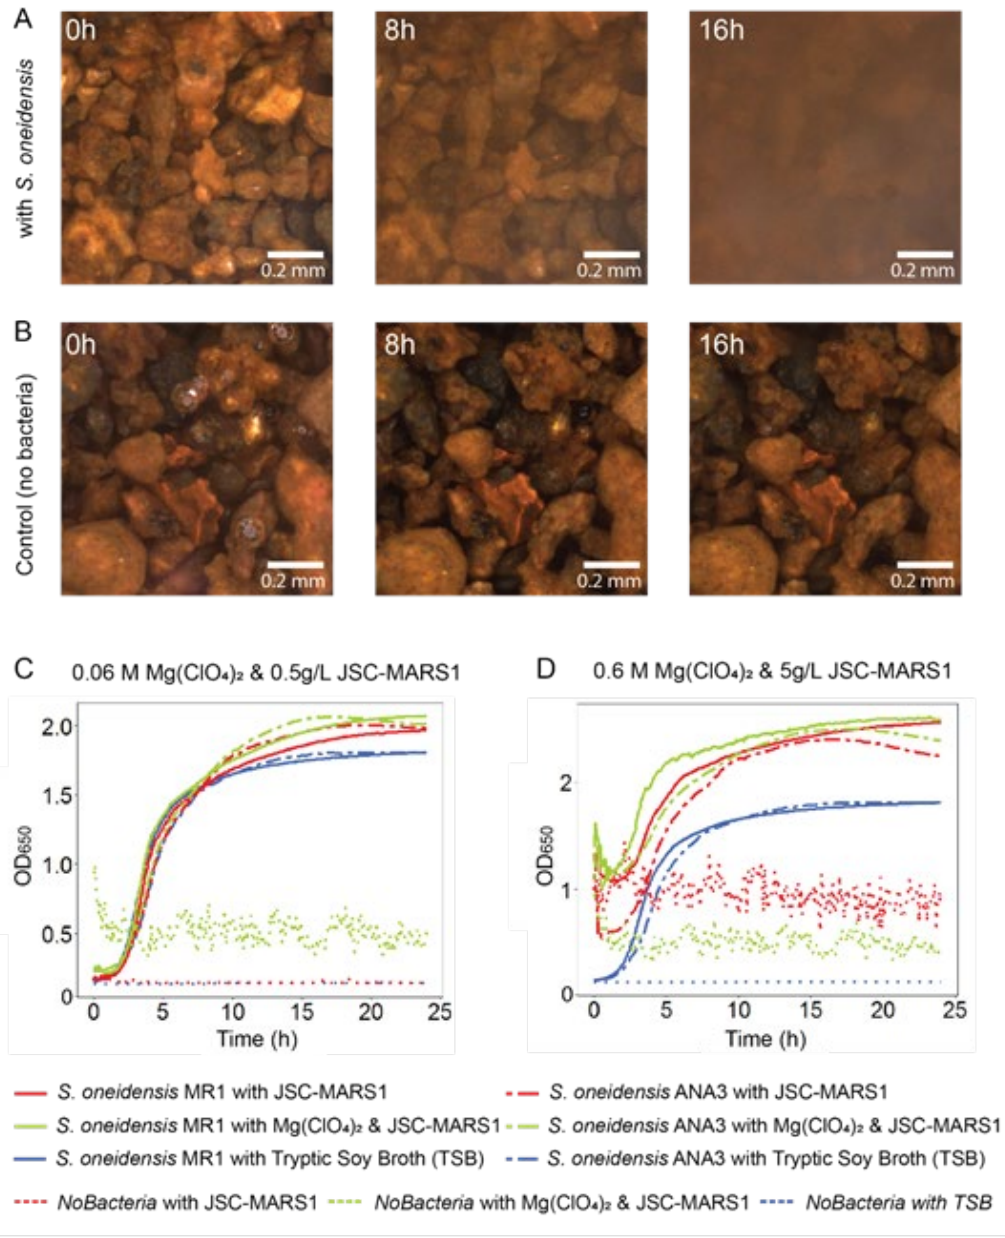 A
with S. oneidensis
0h
0.2 mm
8h
0.2 mm
16h
0.2 mm
B
Control (no bacteria)
0h
0.2 mm
8h
0.2 mm
16h
0.2 mm
C
0.06 M Mg(ClO₄)₂ & 0.5g/L JSC-MARS1
OD650
2.0
1.5
1.0
0.5
0
0 5 10 15 20 25
Time (h)
D
0.6 M Mg(ClO₄)₂ & 5g/L JSC-MARS1
OD650
2
1
0
0 5 10 15 20 25
Time (h)
S. oneidensis MR1 with JSC-MARS1
S. oneidensis ANA3 with JSC-MARS1
S. oneidensis MR1 with Mg(ClO₄)₂ & JSC-MARS1
S. oneidensis ANA3 with Mg(ClO₄)₂ & JSC-MARS1
S. oneidensis MR1 with Tryptic Soy Broth (TSB)
S. oneidensis ANA3 with Tryptic Soy Broth (TSB)
NoBacteria with JSC-MARS1
NoBacteria with Mg(ClO₄)₂ & JSC-MARS1
NoBacteria with TSB